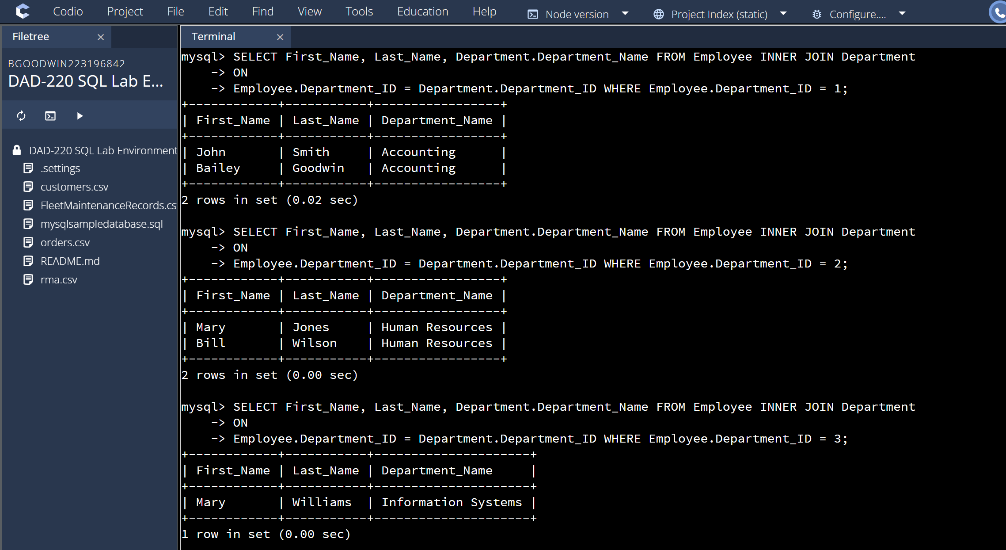 Codio Project File Edit Find View Tools Education Help Node version Project Index (static) Configure....
Filetree ×
BGOODWIN223196842
DAD-220 SQL Lab E...
DAD-220 SQL Lab Environment
.settings
customers.csv
FleetMaintenanceRecords.cs
mysqlsampledatabase.sql
orders.csv
README.md
rma.csv
Terminal ×
mysql> SELECT First_Name, Last_Name, Department.Department_Name FROM Employee INNER JOIN Department
    -> ON
    -> Employee.Department_ID = Department.Department_ID WHERE Employee.Department_ID = 1;
+------------+-----------+-----------------+
| First_Name | Last_Name | Department_Name |
+------------+-----------+-----------------+
| John       | Smith     | Accounting      |
| Bailey     | Goodwin   | Accounting      |
+------------+-----------+-----------------+
2 rows in set (0.02 sec)
mysql> SELECT First_Name, Last_Name, Department.Department_Name FROM Employee INNER JOIN Department
    -> ON
    -> Employee.Department_ID = Department.Department_ID WHERE Employee.Department_ID = 2;
+------------+-----------+-----------------+
| First_Name | Last_Name | Department_Name |
+------------+-----------+-----------------+
| Mary       | Jones     | Human Resources |
| Bill       | Wilson    | Human Resources |
+------------+-----------+-----------------+
2 rows in set (0.00 sec)
mysql> SELECT First_Name, Last_Name, Department.Department_Name FROM Employee INNER JOIN Department
    -> ON
    -> Employee.Department_ID = Department.Department_ID WHERE Employee.Department_ID = 3;
+------------+-----------+---------------------+
| First_Name | Last_Name | Department_Name     |
+------------+-----------+---------------------+
| Mary       | Williams  | Information Systems |
+------------+-----------+---------------------+
1 row in set (0.00 sec)